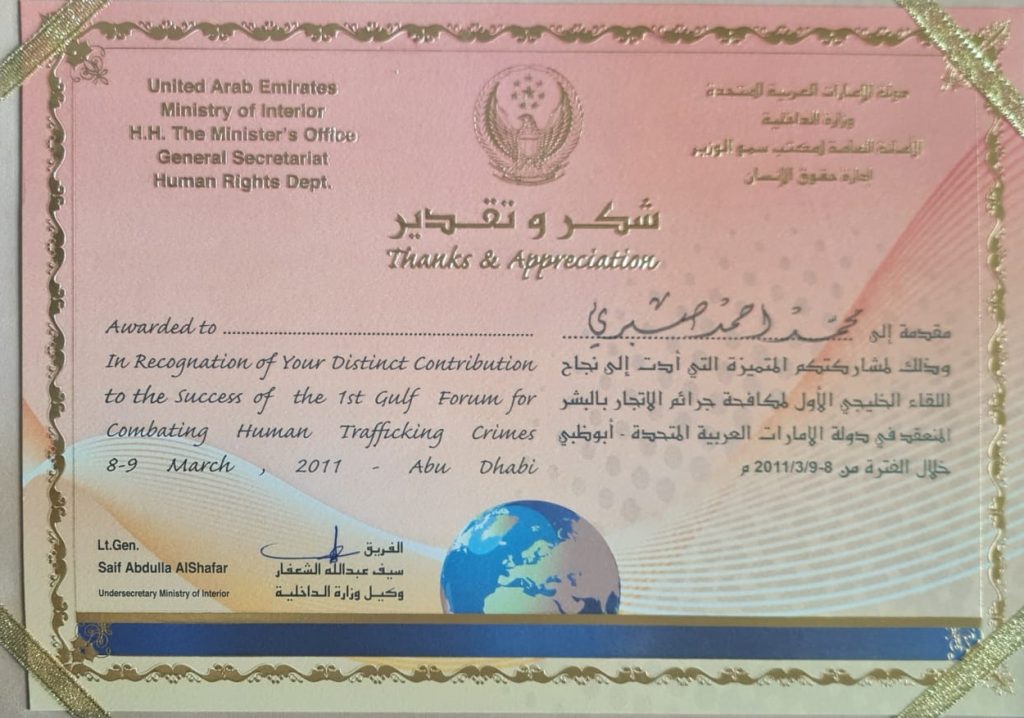 United Arab Emirates
Ministry of Interior
H.H. The Minister's Office
General Secretariat
Human Rights Dept.
دولة الإمارات العربية المتحدة
وزارة الداخلية
الأمانة العامة لمكتب سمو الوزير
إدارة حقوق الإنسان
شكر و تقدير
Thanks & Appreciation
Awarded to ......................................................
In Recognation of Your Distinct Contribution
to the Success of the 1st Gulf Forum for
Combating Human Trafficking Crimes
8-9 March , 2011 - Abu Dhabi
مقدمة إلى محمد احمد صبري
وذلك لمشاركتكم المتميزة التي أدت إلى نجاح
اللقاء الخليجي الأول لمكافحة جرائم الاتجار بالبشر
المنعقد في دولة الامارات العربية المتحدة - أبوظبي
خلال الفترة من 8-2011/3/9 م
Lt.Gen.
Saif Abdulla AlShafar
Undersecretary Ministry of Interior
الفريق
سيف عبدالله الشعفار
وكيل وزارة الداخلية